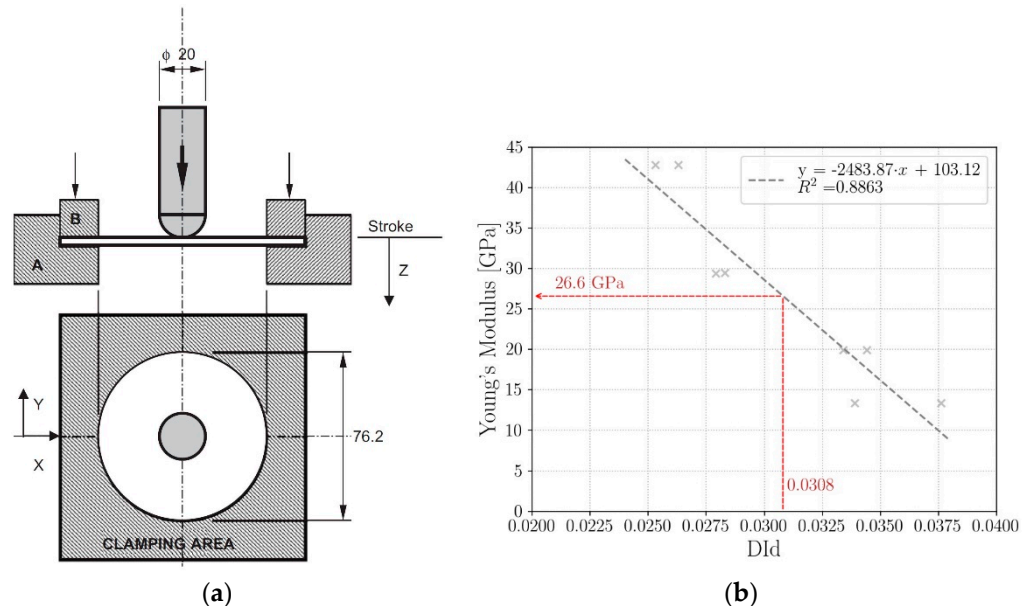 ϕ 20
B
A
Stroke
Z
Y
X
76.2
CLAMPING AREA
(a)
Young's Modulus [GPa]
45
40
35
30
25
20
15
10
5
0
y = -2483.87·x + 103.12
R² =0.8863
26.6 GPa
0.0308
0.0200 0.0225 0.0250 0.0275 0.0300 0.0325 0.0350 0.0375 0.0400
DId
(b)